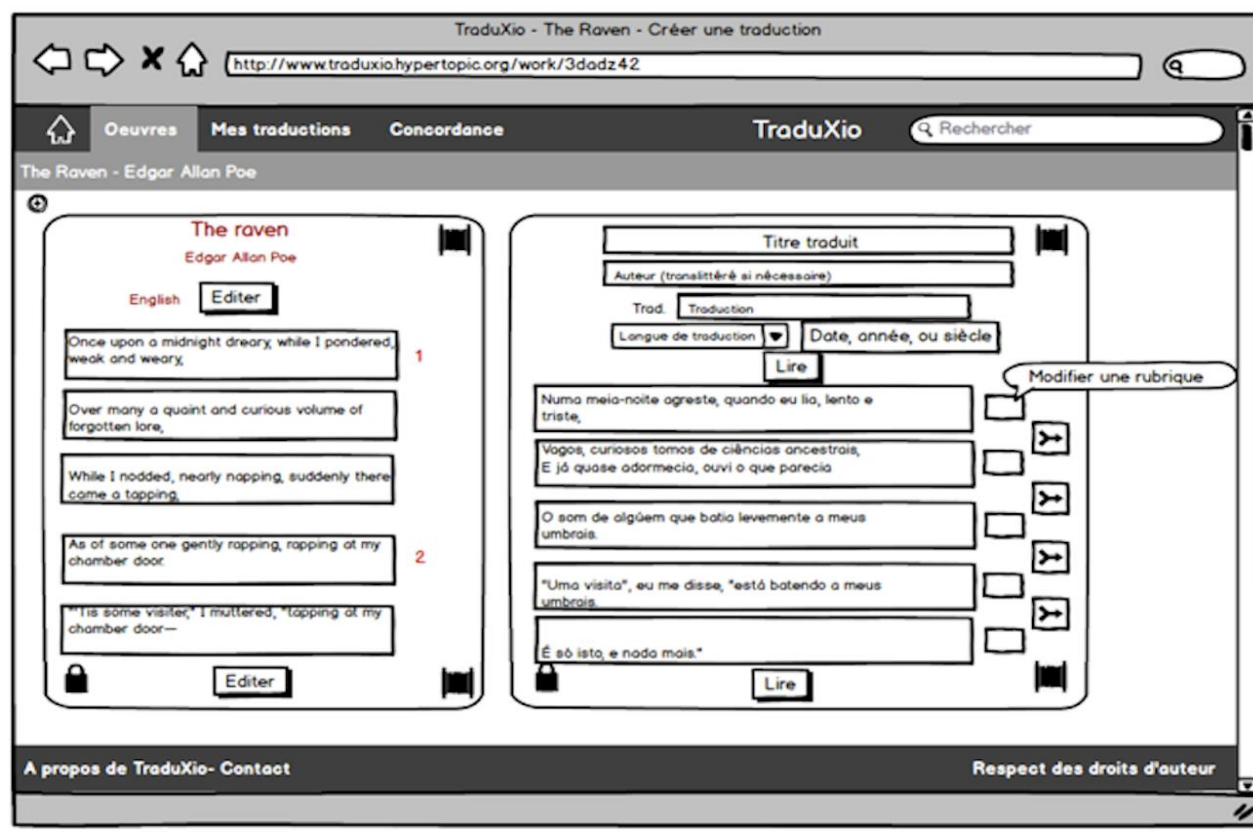 TraduXio - The Raven - Créer une traduction
http://www.traduxio.hypertopic.org/work/3dadz42
Oeuvres Mes traductions Concordance TraduXio Rechercher
The Raven - Edgar Allan Poe
The raven
Edgar Allan Poe
English Editer
Once upon a midnight dreary, while I pondered,
weak and weary,
1
Over many a quaint and curious volume of
forgotten lore,
While I nodded, nearly napping, suddenly there
came a tapping,
As of some one gently rapping, rapping at my
chamber door.
2
"'Tis some visiter," I muttered, "tapping at my
chamber door—
Editer
Titre traduit
Auteur (translittéré si nécessaire)
Trad. Traduction
Langue de traduction Date, année, ou siècle
Lire
Modifier une rubrique
Numa meia-noite agreste, quando eu lia, lento e
triste,
Vagos, curiosos tomos de ciências ancestrais,
E já quase adormecia, ouvi o que parecia
O som de algúem que batia levemente a meus
umbrais.
"Uma visita", eu me disse, "está batendo a meus
umbrais.
É só isto, e nada mais."
Lire
A propos de TraduXio- Contact Respect des droits d'auteur